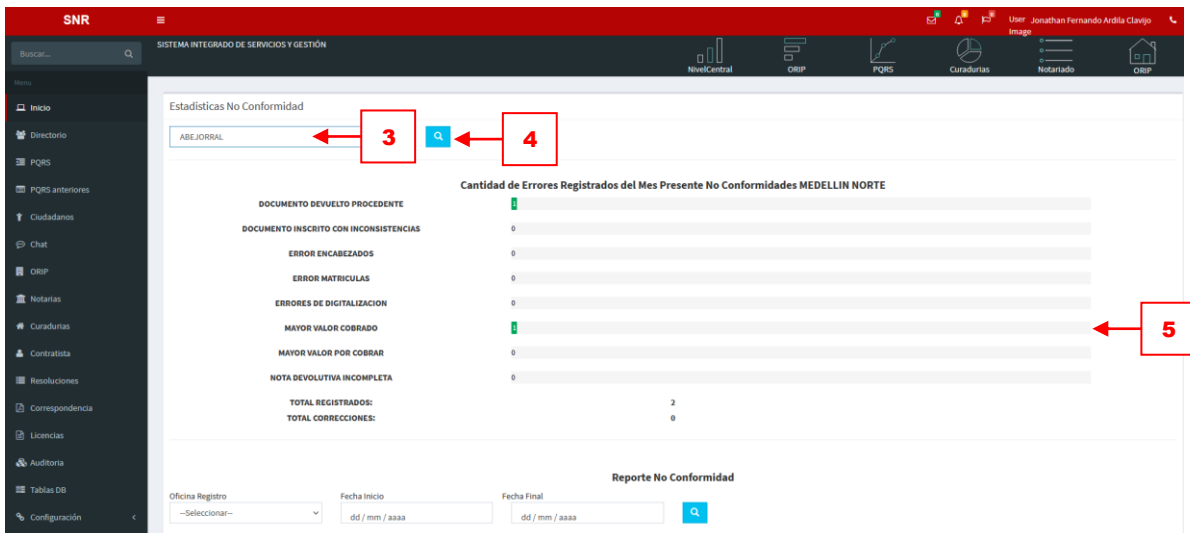 SNR
0 0 0 User Image Jonathan Fernando Ardila Clavijo
Buscar...
SISTEMA INTEGRADO DE SERVICIOS Y GESTIÓN
NivelCentral ORIP PQRS Curadurias Notariado ORIP
Menu
Inicio
Directorio
PQRS
PQRS anteriores
Ciudadanos
Chat
ORIP
Notarias
Curadurias
Contratista
Resoluciones
Correspondencia
Licencias
Auditoria
Tablas DB
Configuración
Estadisticas No Conformidad
ABEJORRAL 3 4
Cantidad de Errores Registrados del Mes Presente No Conformidades MEDELLIN NORTE
DOCUMENTO DEVUELTO PROCEDENTE 1
DOCUMENTO INSCRITO CON INCONSISTENCIAS 0
ERROR ENCABEZADOS 0
ERROR MATRICULAS 0
ERRORES DE DIGITALIZACION 0
MAYOR VALOR COBRADO 1 5
MAYOR VALOR POR COBRAR 0
NOTA DEVOLUTIVA INCOMPLETA 0
TOTAL REGISTRADOS: 2
TOTAL CORRECCIONES: 0
Reporte No Conformidad
Oficina Registro Fecha Inicio Fecha Final
--Seleccionar-- dd / mm / aaaa dd / mm / aaaa